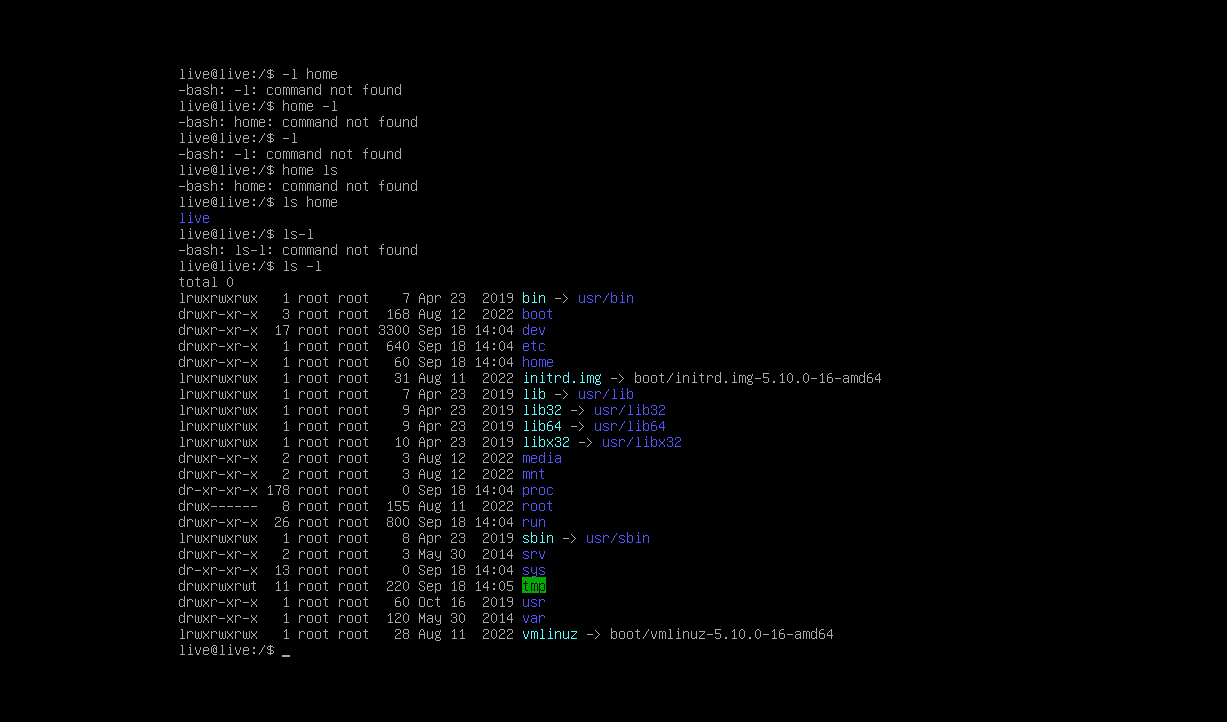 live@live:/$ -l home
-bash: -l: command not found
live@live:/$ home -l
-bash: home: command not found
live@live:/$ -l
-bash: -l: command not found
live@live:/$ home ls
-bash: home: command not found
live@live:/$ ls home
live
live@live:/$ ls-l
-bash: ls-l: command not found
live@live:/$ ls -l
total 0
lrwxrwxrwx   1 root root    7 Apr 23  2019 bin -> usr/bin
drwxr-xr-x   3 root root  168 Aug 12  2022 boot
drwxr-xr-x  17 root root 3300 Sep 18 14:04 dev
drwxr-xr-x   1 root root  640 Sep 18 14:04 etc
drwxr-xr-x   1 root root   60 Sep 18 14:04 home
lrwxrwxrwx   1 root root   31 Aug 11  2022 initrd.img -> boot/initrd.img-5.10.0-16-amd64
lrwxrwxrwx   1 root root    7 Apr 23  2019 lib -> usr/lib
lrwxrwxrwx   1 root root    9 Apr 23  2019 lib32 -> usr/lib32
lrwxrwxrwx   1 root root    9 Apr 23  2019 lib64 -> usr/lib64
lrwxrwxrwx   1 root root   10 Apr 23  2019 libx32 -> usr/libx32
drwxr-xr-x   2 root root    3 Aug 12  2022 media
drwxr-xr-x   2 root root    3 Aug 12  2022 mnt
dr-xr-xr-x 178 root root    0 Sep 18 14:04 proc
drwx------   8 root root  155 Aug 11  2022 root
drwxr-xr-x  26 root root  800 Sep 18 14:04 run
lrwxrwxrwx   1 root root    8 Apr 23  2019 sbin -> usr/sbin
drwxr-xr-x   2 root root    3 May 30  2014 srv
dr-xr-xr-x  13 root root    0 Sep 18 14:04 sys
drwxrwxrwt  11 root root  220 Sep 18 14:05 tmp
drwxr-xr-x   1 root root   60 Oct 16  2019 usr
drwxr-xr-x   1 root root  120 May 30  2014 var
lrwxrwxrwx   1 root root   28 Aug 11  2022 vmlinuz -> boot/vmlinuz-5.10.0-16-amd64
live@live:/$ _